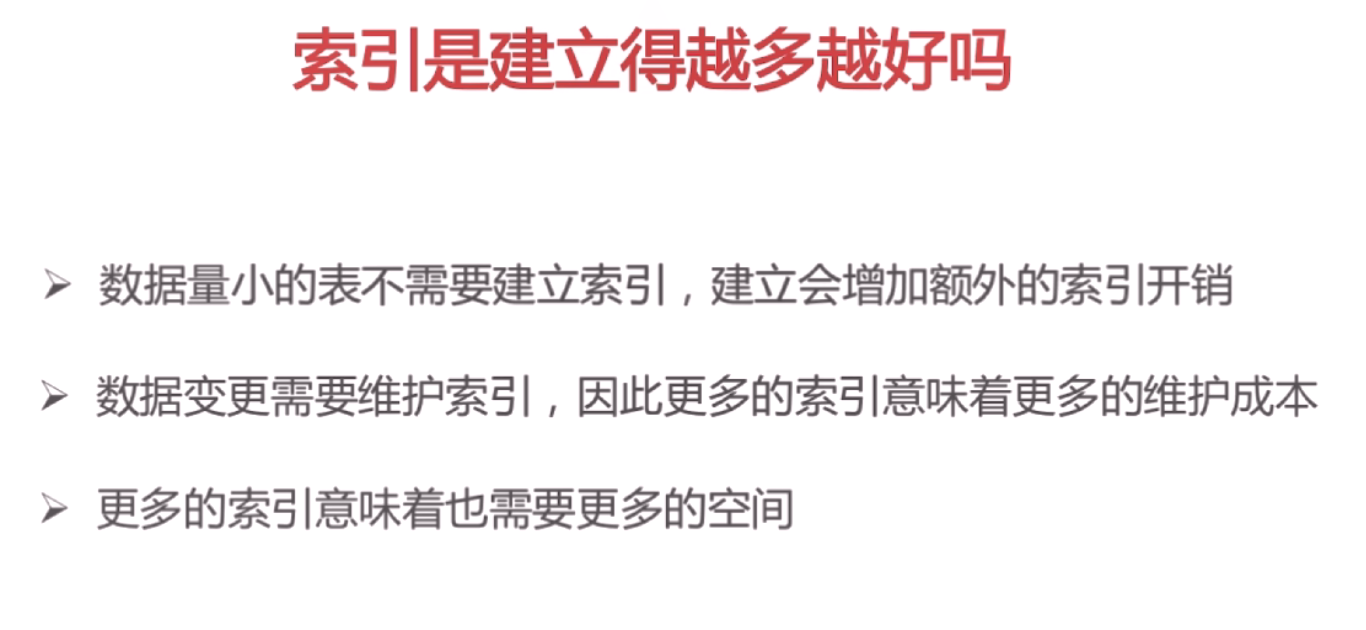 索引是建立得越多越好吗
➢ 数据量小的表不需要建立索引，建立会增加额外的索引开销
➢ 数据变更需要维护索引，因此更多的索引意味着更多的维护成本
➢ 更多的索引意味着也需要更多的空间